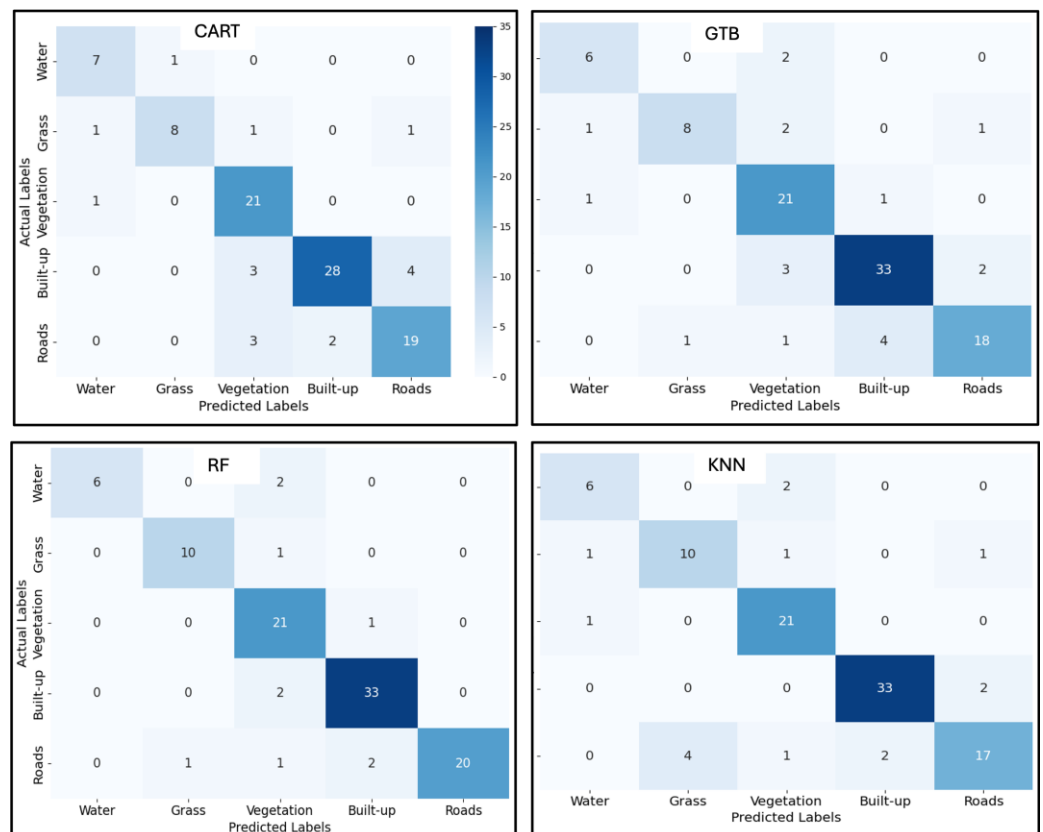 CART
Water 7 1 0 0 0
Grass 1 8 1 0 1
Vegetation 1 0 21 0 0
Built-up 0 0 3 28 4
Roads 0 0 3 2 19
Actual Labels
Water Grass Vegetation Built-up Roads
Predicted Labels
35
30
25
20
15
10
5
0
GTB
6 0 2 0 0
1 8 2 0 1
1 0 21 1 0
0 0 3 33 2
0 1 1 4 18
Water Grass Vegetation Built-up Roads
Predicted Labels
RF
Water 6 0 2 0 0
Grass 0 10 1 0 0
Vegetation 0 0 21 1 0
Built-up 0 0 2 33 0
Roads 0 1 1 2 20
Actual Labels
Water Grass Vegetation Built-up Roads
Predicted Labels
KNN
6 0 2 0 0
1 10 1 0 1
1 0 21 0 0
0 0 0 33 2
0 4 1 2 17
Water Grass Vegetation Built-up Roads
Predicted Labels